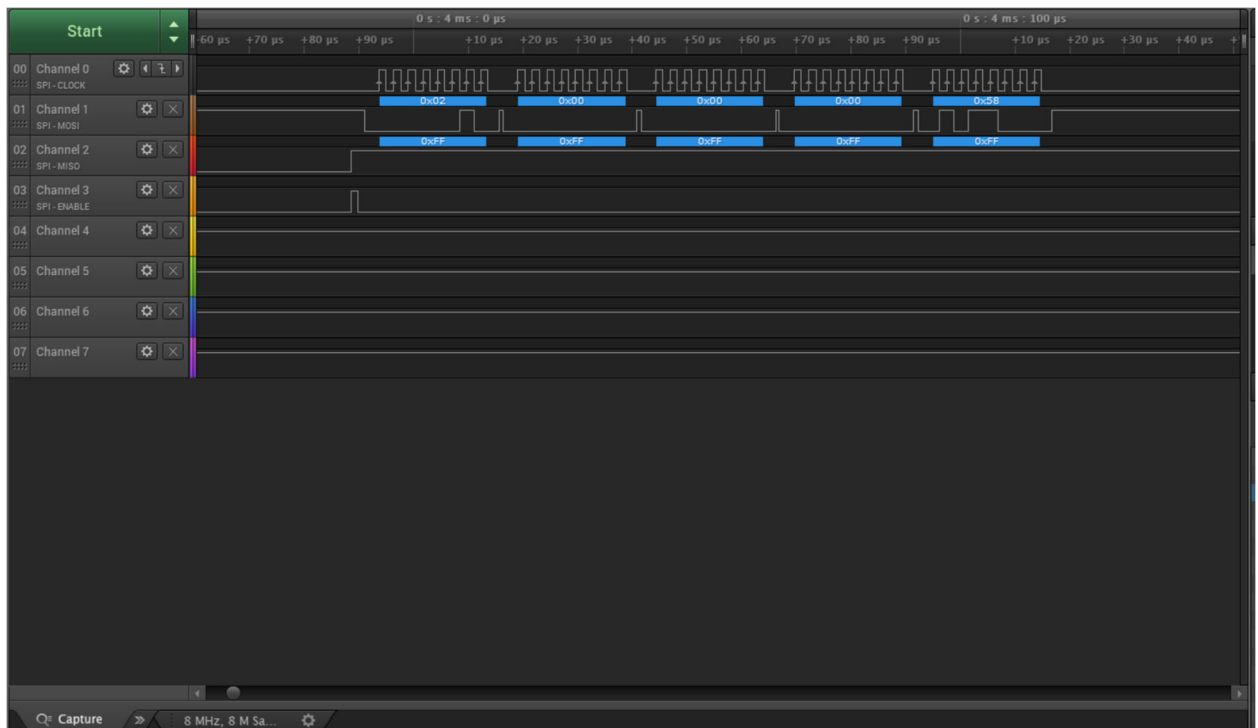 Start
0 s : 4 ms : 0 µs 0 s : 4 ms : 100 µs
+60 µs +70 µs +80 µs +90 µs +10 µs +20 µs +30 µs +40 µs +50 µs +60 µs +70 µs +80 µs +90 µs +10 µs +20 µs +30 µs +40 µs +
00 Channel 0
SPI - CLOCK
0x02 0x00 0x00 0x00 0x58
01 Channel 1
SPI - MOSI
0xFF 0xFF 0xFF 0xFF 0xFF
02 Channel 2
SPI - MISO
03 Channel 3
SPI - ENABLE
04 Channel 4
05 Channel 5
06 Channel 6
07 Channel 7
Capture 8 MHz, 8 M Sa...